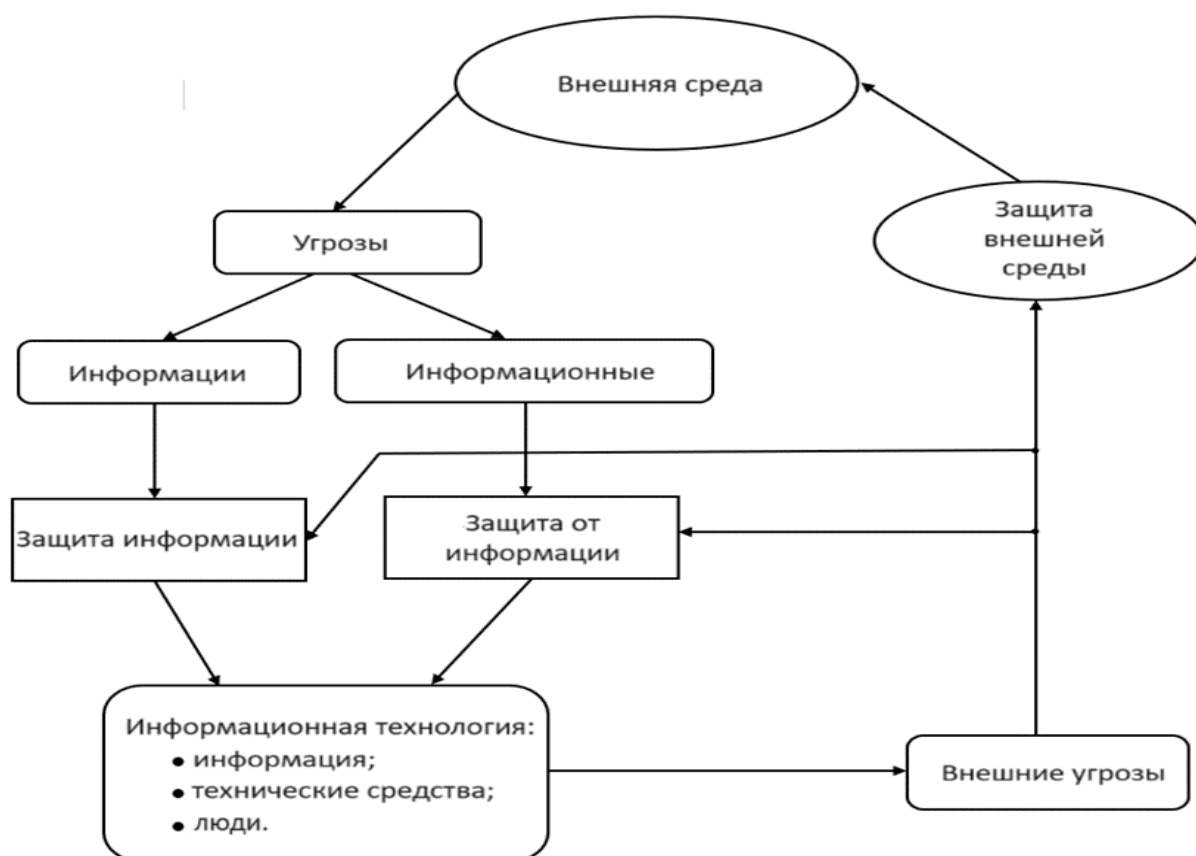 Внешняя среда
Защита
внешней
среды
Угрозы
Информации
Информационные
Защита информации
Защита от
информации
Информационная технология:
• информация;
• технические средства;
• люди.
Внешние угрозы